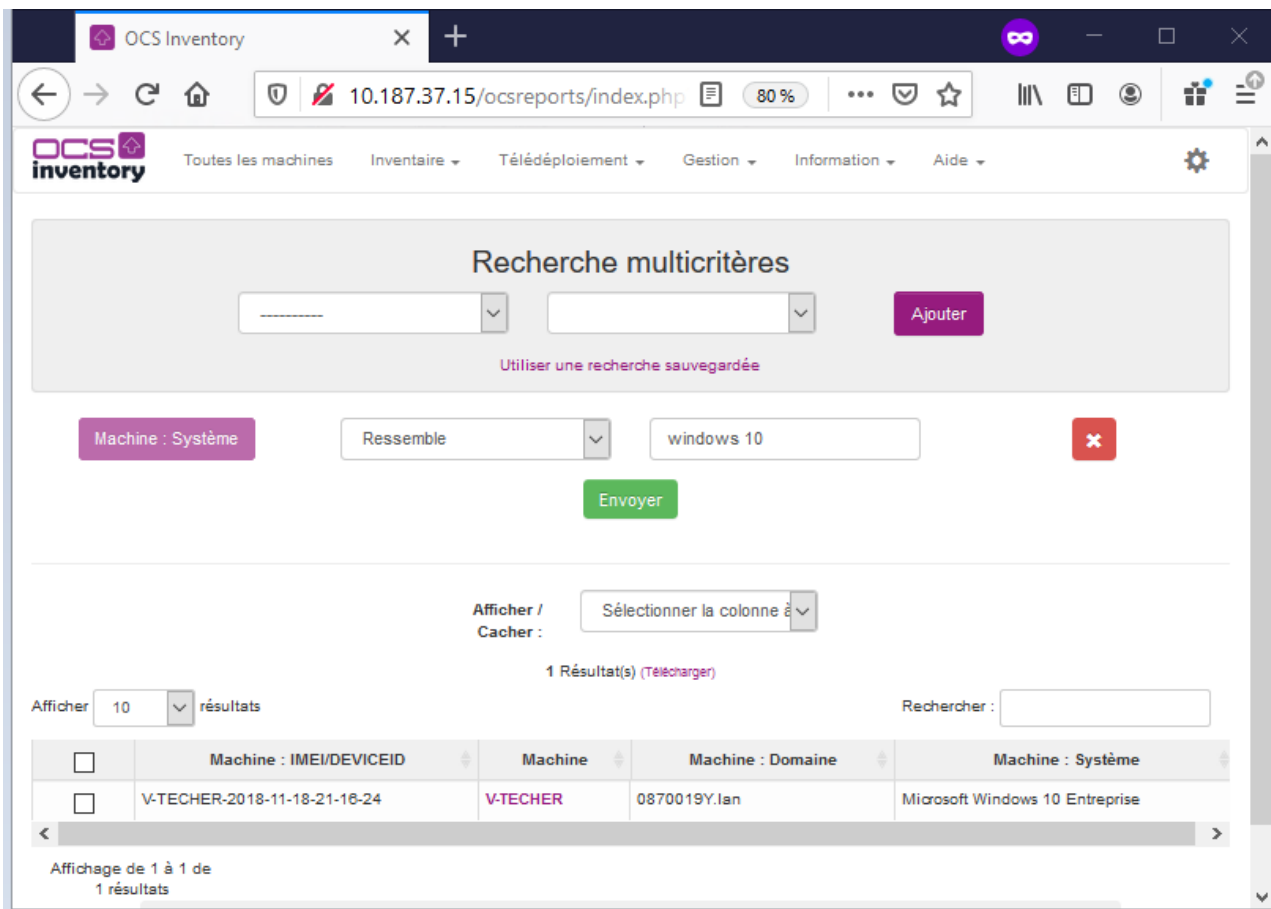 OCS Inventory
10.187.37.15/ocsreports/index.php
80 %
OCS inventory
Toutes les machines Inventaire Télédéploiement Gestion Information Aide
Recherche multicritères
----------
Ajouter
Utiliser une recherche sauvegardée
Machine : Système Ressemble windows 10
Envoyer
Afficher / Cacher : Sélectionner la colonne à
1 Résultat(s) (Télécharger)
Afficher 10 résultats Rechercher :
Machine : IMEI/DEVICEID Machine Machine : Domaine Machine : Système
V-TECHER-2018-11-18-21-16-24 V-TECHER 0870019Y.lan Microsoft Windows 10 Entreprise
Affichage de 1 à 1 de
1 résultats